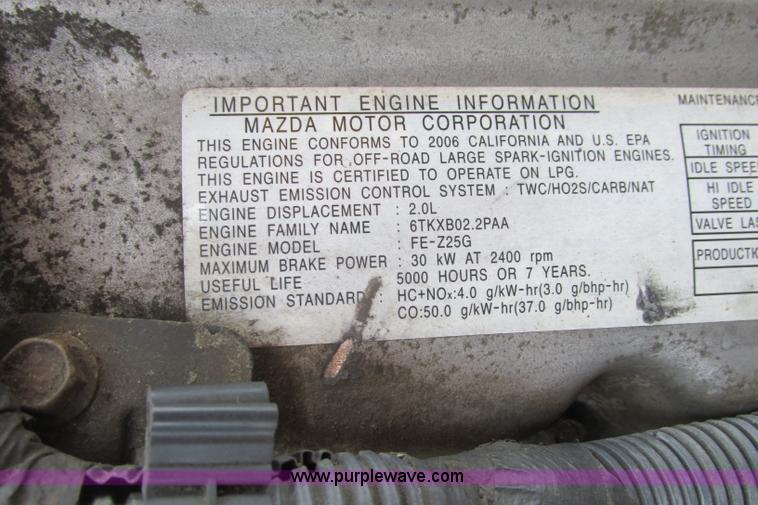 IMPORTANT ENGINE INFORMATION
MAZDA MOTOR CORPORATION
THIS ENGINE CONFORMS TO 2006 CALIFORNIA AND U.S. EPA
REGULATIONS FOR OFF-ROAD LARGE SPARK-IGNITION ENGINES.
THIS ENGINE IS CERTIFIED TO OPERATE ON LPG.
EXHAUST EMISSION CONTROL SYSTEM : TWC/HO2S/CARB/NAT
ENGINE DISPLACEMENT : 2.0L
ENGINE FAMILY NAME : 6TKXB02.2PAA
ENGINE MODEL : FE-Z25G
MAXIMUM BRAKE POWER : 30 kW AT 2400 rpm
USEFUL LIFE : 5000 HOURS OR 7 YEARS.
EMISSION STANDARD : HC+NOx:4.0 g/kW-hr(3.0 g/bhp-hr)
CO:50.0 g/kW-hr(37.0 g/bhp-hr)
MAINTENANCE
IGNITION
TIMING
IDLE SPEE
HI IDLE
SPEED
VALVE LAS
PRODUCTI
www.purplewave.com